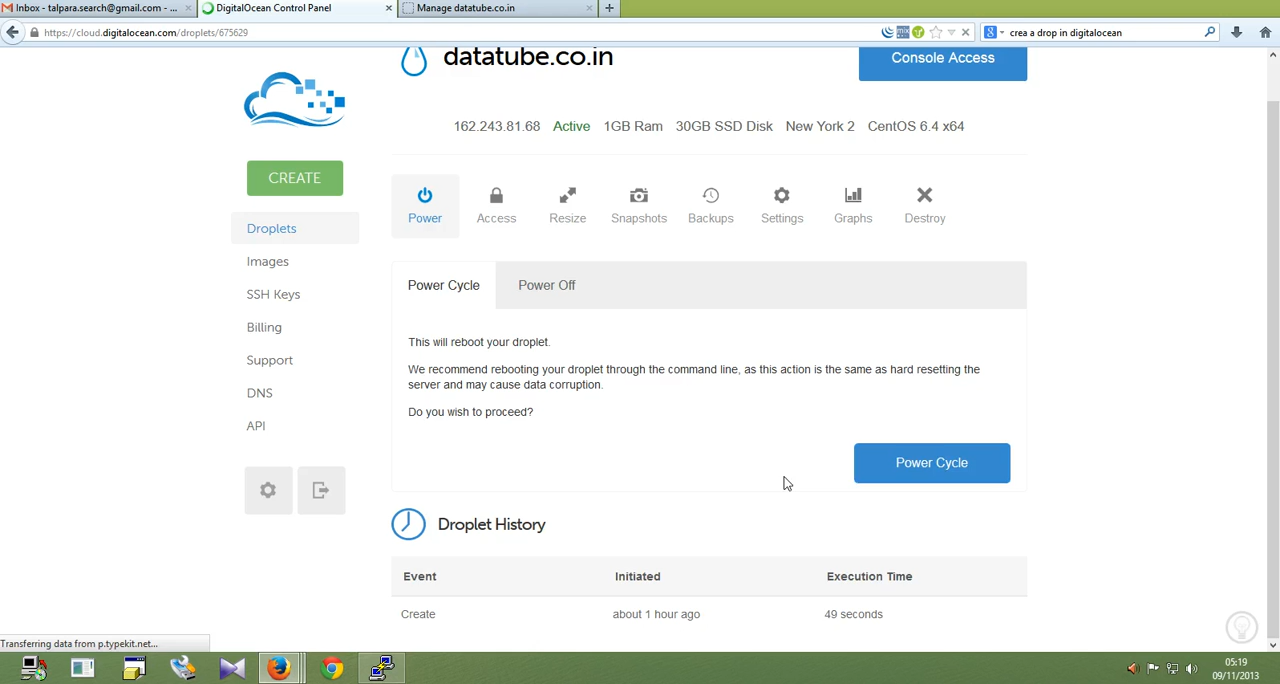 Inbox - talpara.search@gmail.com - ...
DigitalOcean Control Panel
Manage datatube.co.in
https://cloud.digitalocean.com/droplets/675629
crea a drop in digitalocean
datatube.co.in
Console Access
162.243.81.68 Active 1GB Ram 30GB SSD Disk New York 2 CentOS 6.4 x64
CREATE
Droplets
Images
SSH Keys
Billing
Support
DNS
API
Power
Access
Resize
Snapshots
Backups
Settings
Graphs
Destroy
Power Cycle
Power Off
This will reboot your droplet.
We recommend rebooting your droplet through the command line, as this action is the same as hard resetting the
server and may cause data corruption.
Do you wish to proceed?
Power Cycle
Droplet History
Event Initiated Execution Time
Create about 1 hour ago 49 seconds
Transferring data from p.typekit.net...
05:19
09/11/2013